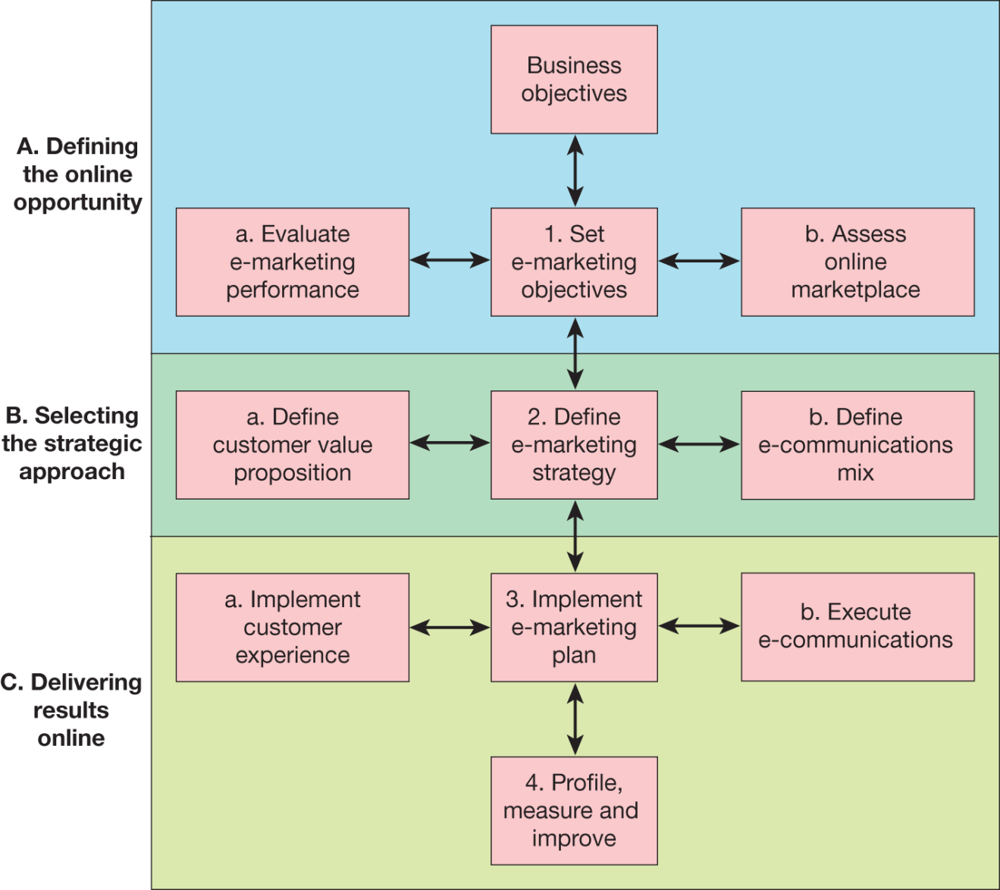 Business
objectives
A. Defining
the online
opportunity
a. Evaluate
e-marketing
performance
1. Set
e-marketing
objectives
b. Assess
online
marketplace
B. Selecting
the strategic
approach
a. Define
customer value
proposition
2. Define
e-marketing
strategy
b. Define
e-communications
mix
C. Delivering
results
online
a. Implement
customer
experience
3. Implement
e-marketing
plan
b. Execute
e-communications
4. Profile,
measure and
improve